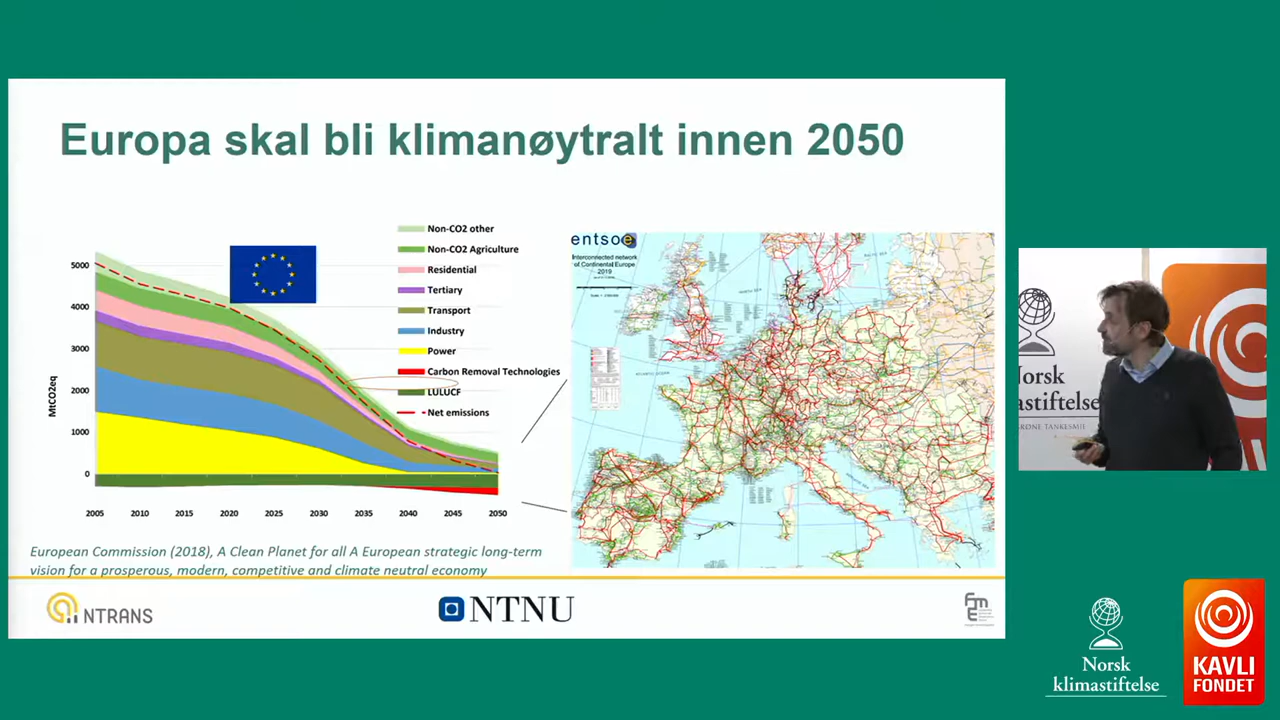 Europa skal bli klimanøytralt innen 2050
MtCO2eq
5000
4000
3000
2000
1000
0
2005
2010
2015
2020
2025
2030
2035
2040
2045
2050
Non-CO2 other
Non-CO2 Agriculture
Residential
Tertiary
Transport
Industry
Power
Carbon Removal Technologies
LULUCF
Net emissions
entsoe
Interconnected network
of Continental Europe
2019
European Commission (2018), A Clean Planet for all A European strategic long-term
vision for a prosperous, modern, competitive and climate neutral economy
NTRANS
NTNU
fme
Norsk
klimastiftelse
KAVLI
FONDET